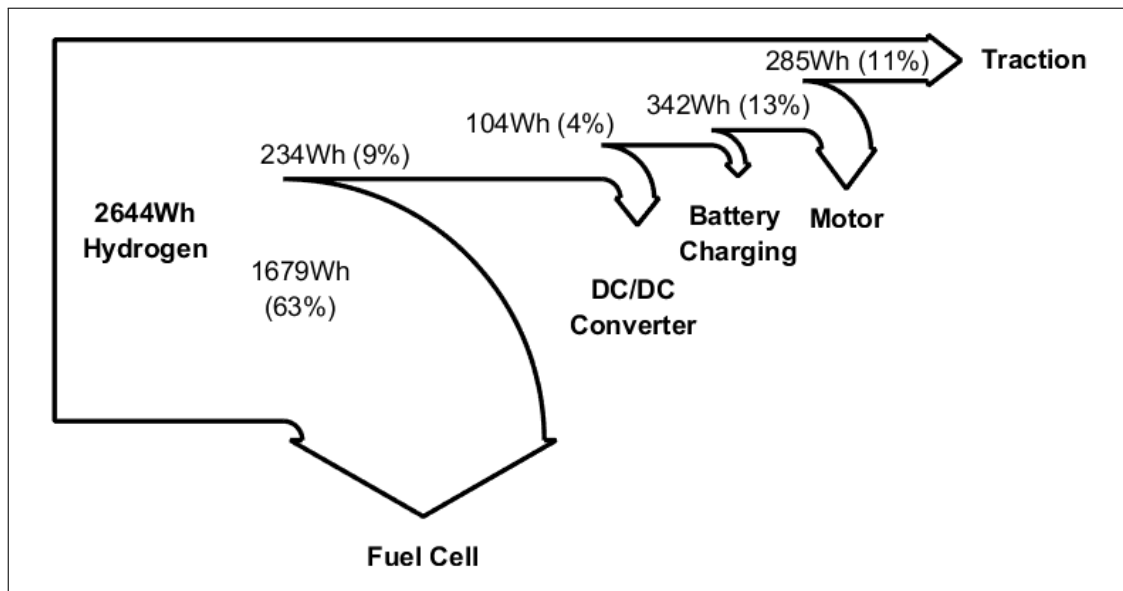 285Wh (11%)
Traction
342Wh (13%)
104Wh (4%)
234Wh (9%)
2644Wh
Hydrogen
Battery
Charging
Motor
1679Wh
(63%)
DC/DC
Converter
Fuel Cell